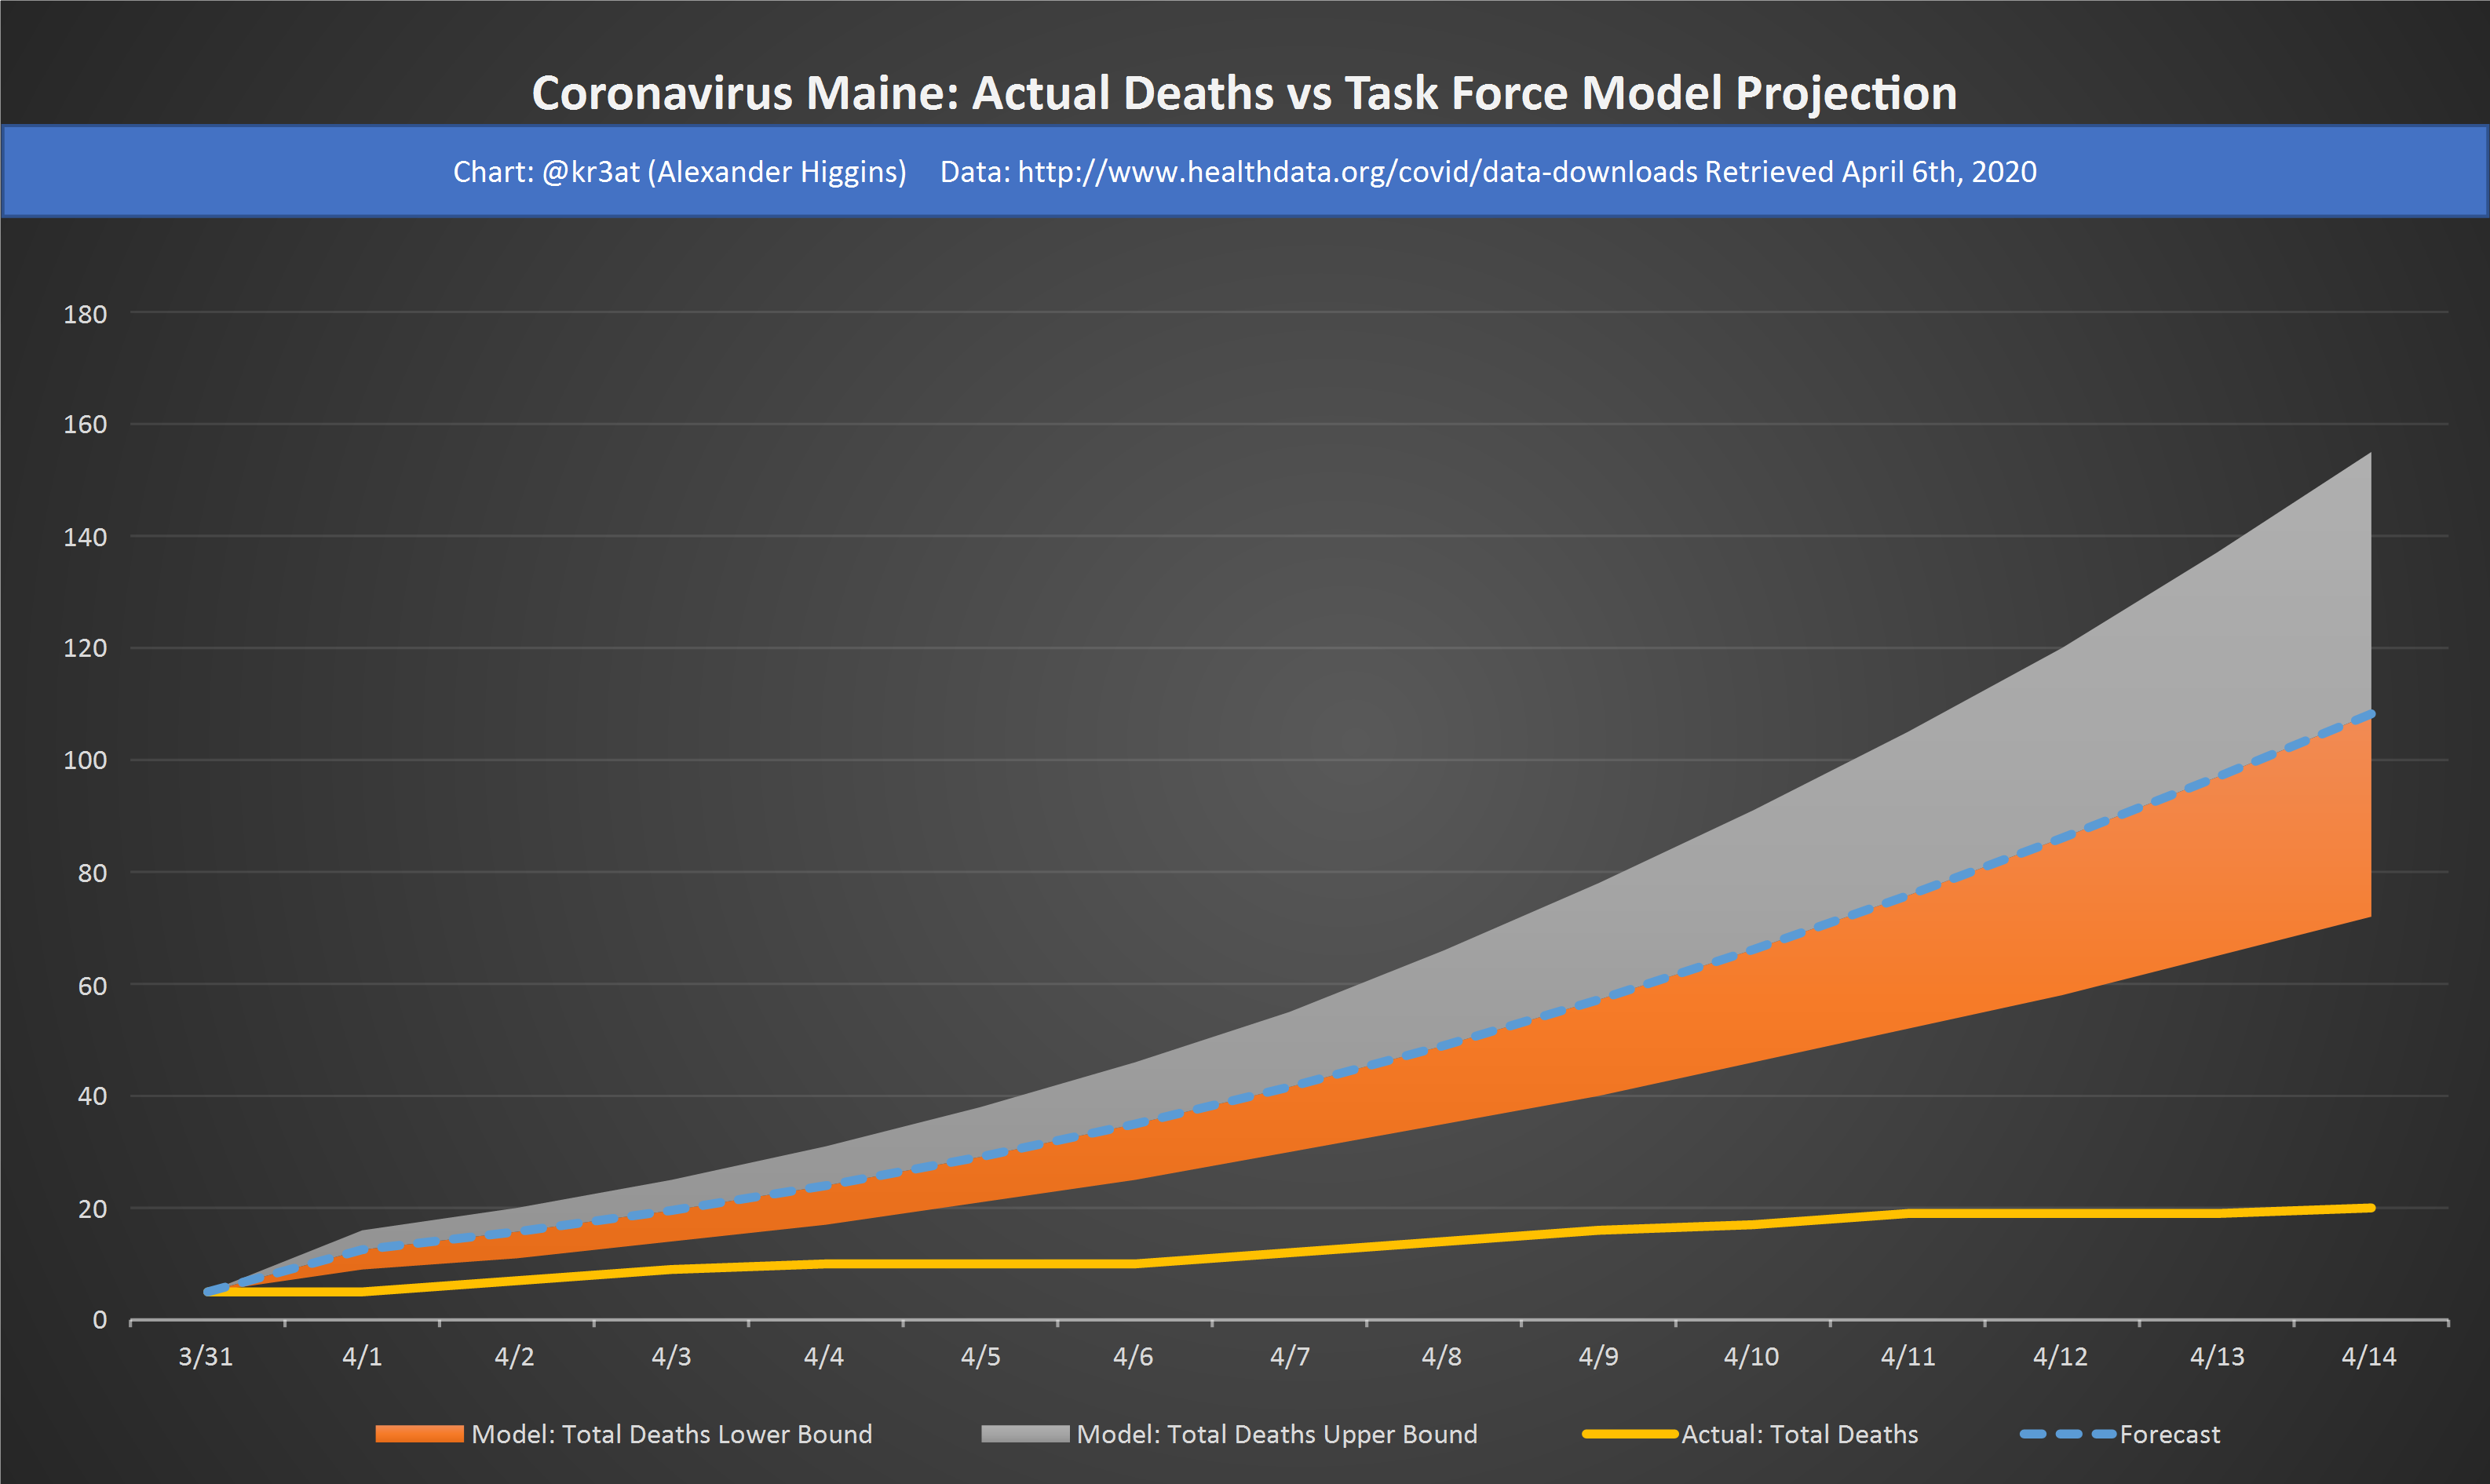 Coronavirus Maine: Actual Deaths vs Task Force Model Projection
Chart: @kr3at (Alexander Higgins) Data: http://www.healthdata.org/covid/data-downloads Retrieved April 6th, 2020
180
160
140
120
100
80
60
40
20
0
3/31 4/1 4/2 4/3 4/4 4/5 4/6 4/7 4/8 4/9 4/10 4/11 4/12 4/13 4/14
Model: Total Deaths Lower Bound Model: Total Deaths Upper Bound Actual: Total Deaths Forecast